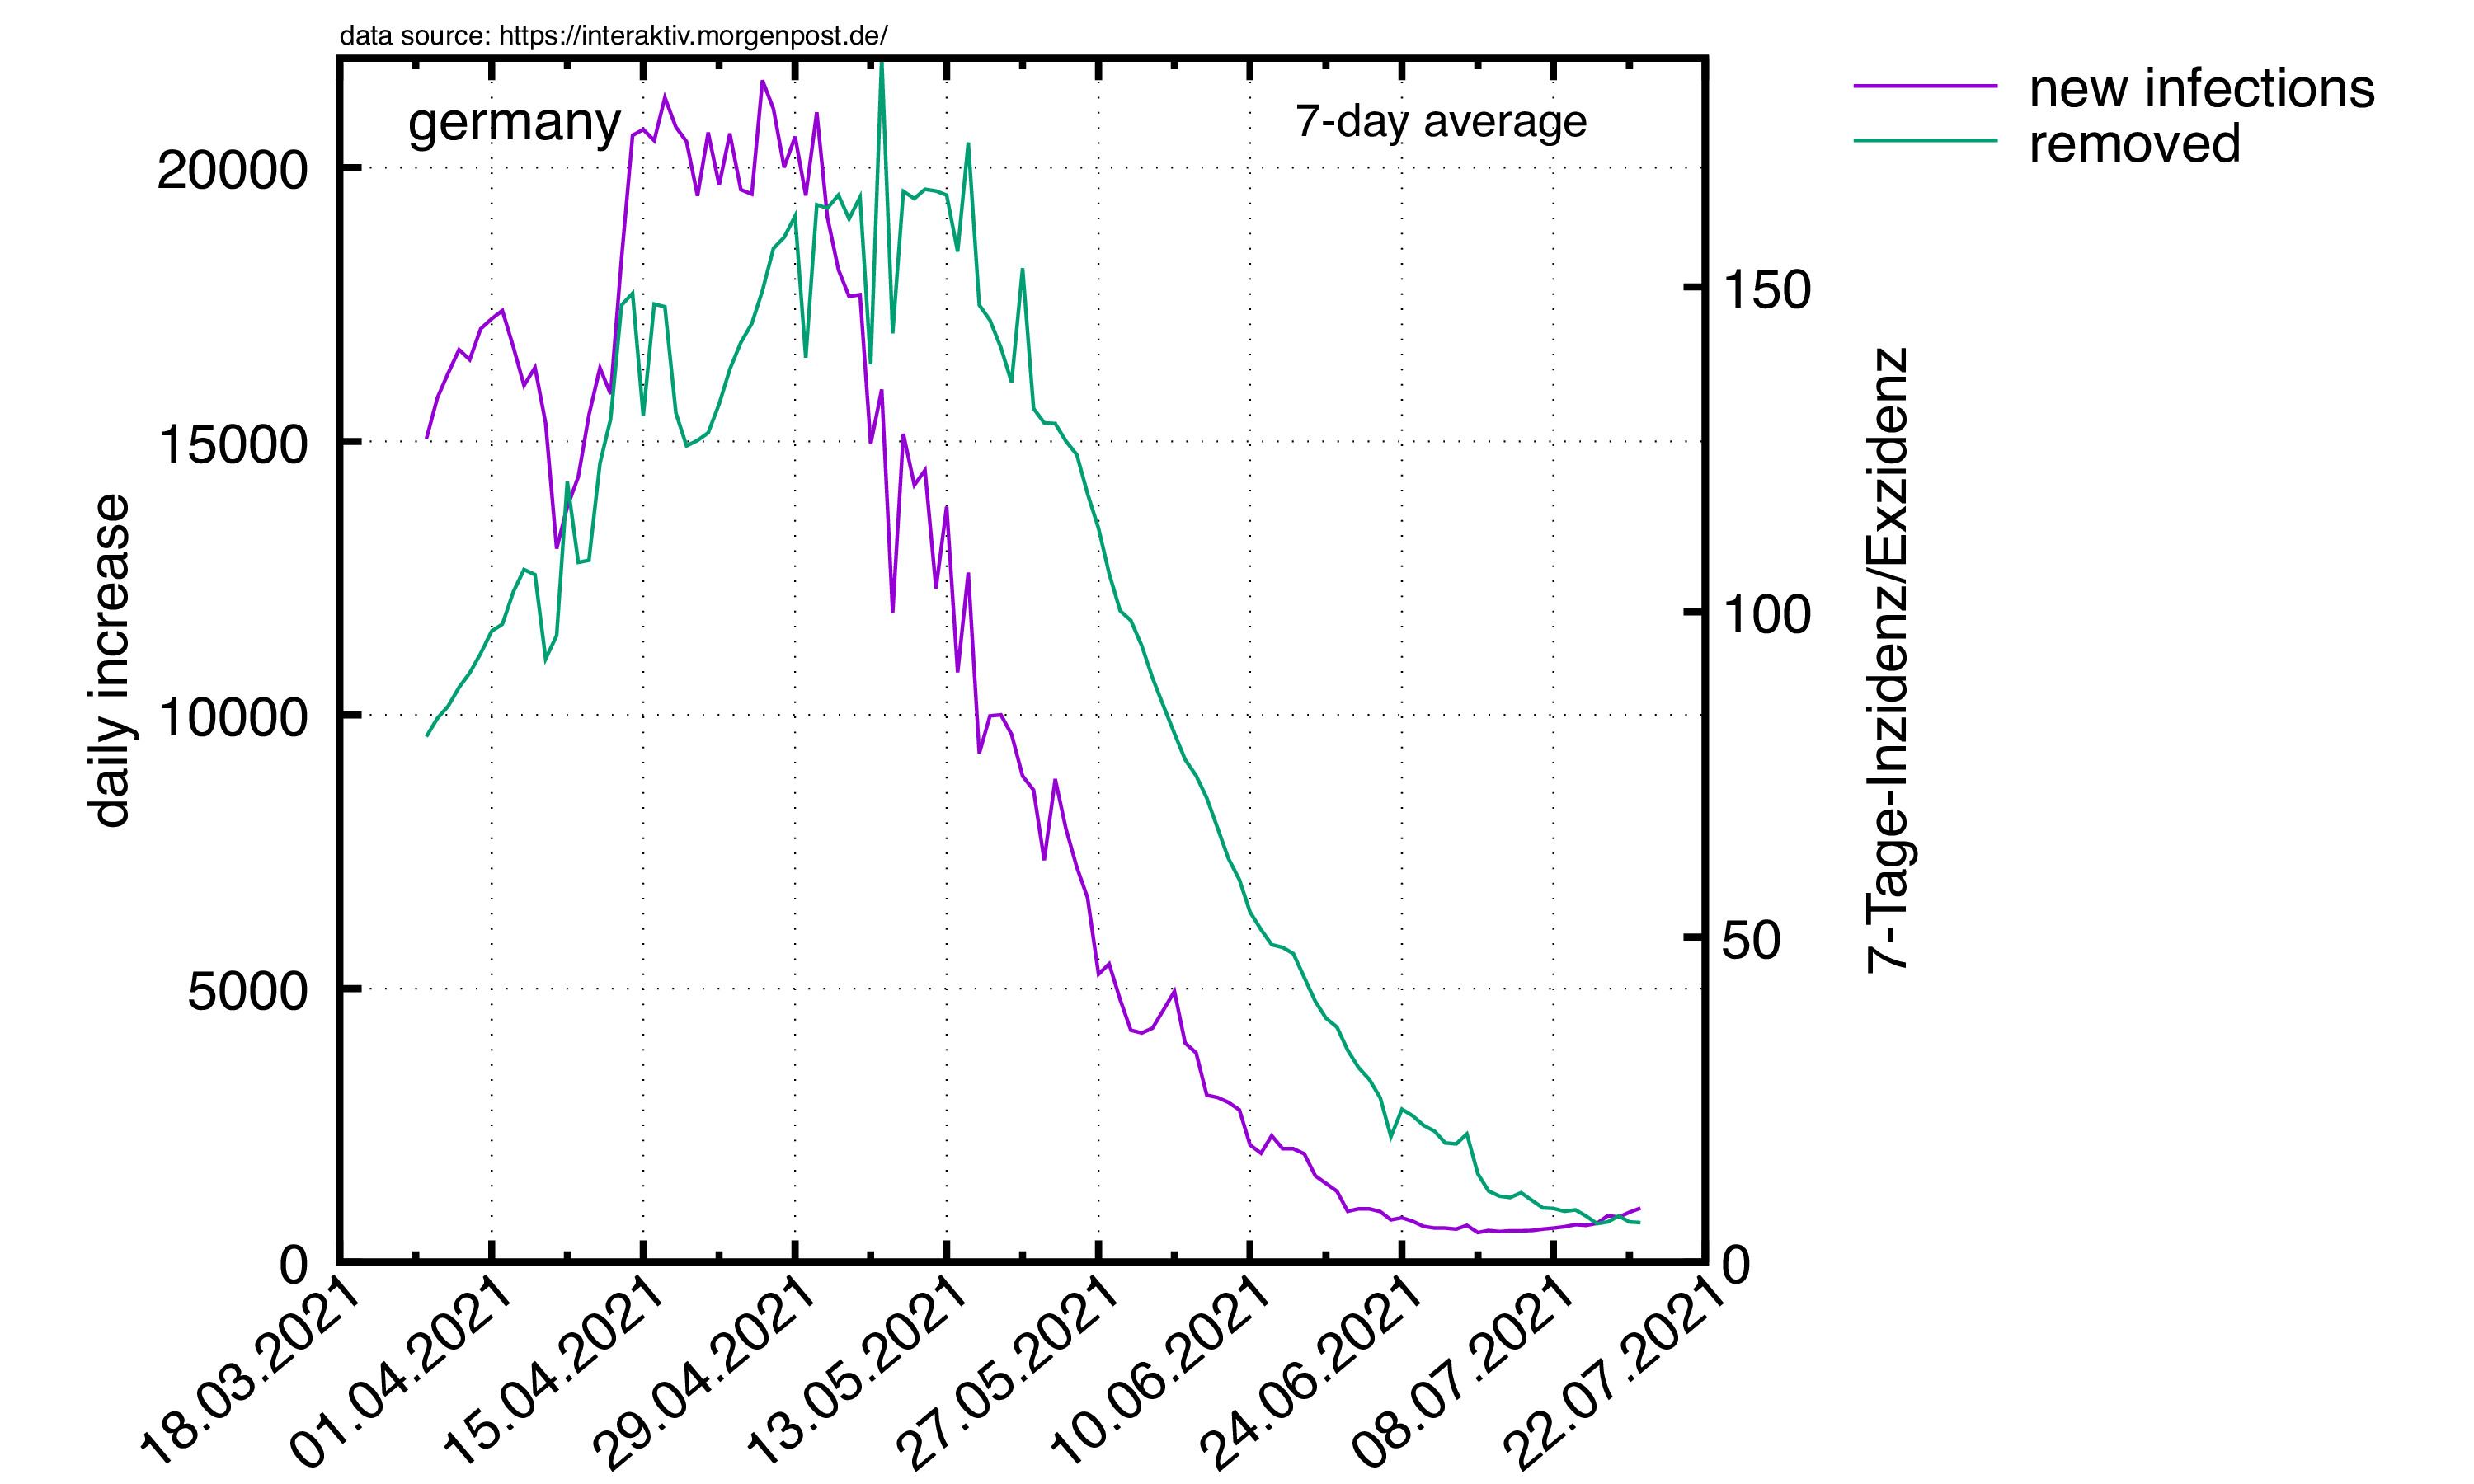 data source: https://interaktiv.morgenpost.de/
germany
7-day average
new infections
removed
20000
15000
10000
5000
0
daily increase
150
100
50
0
7-Tage-Inzidenz/Exzidenz
18.03.2021
01.04.2021
15.04.2021
29.04.2021
13.05.2021
27.05.2021
10.06.2021
24.06.2021
08.07.2021
22.07.2021